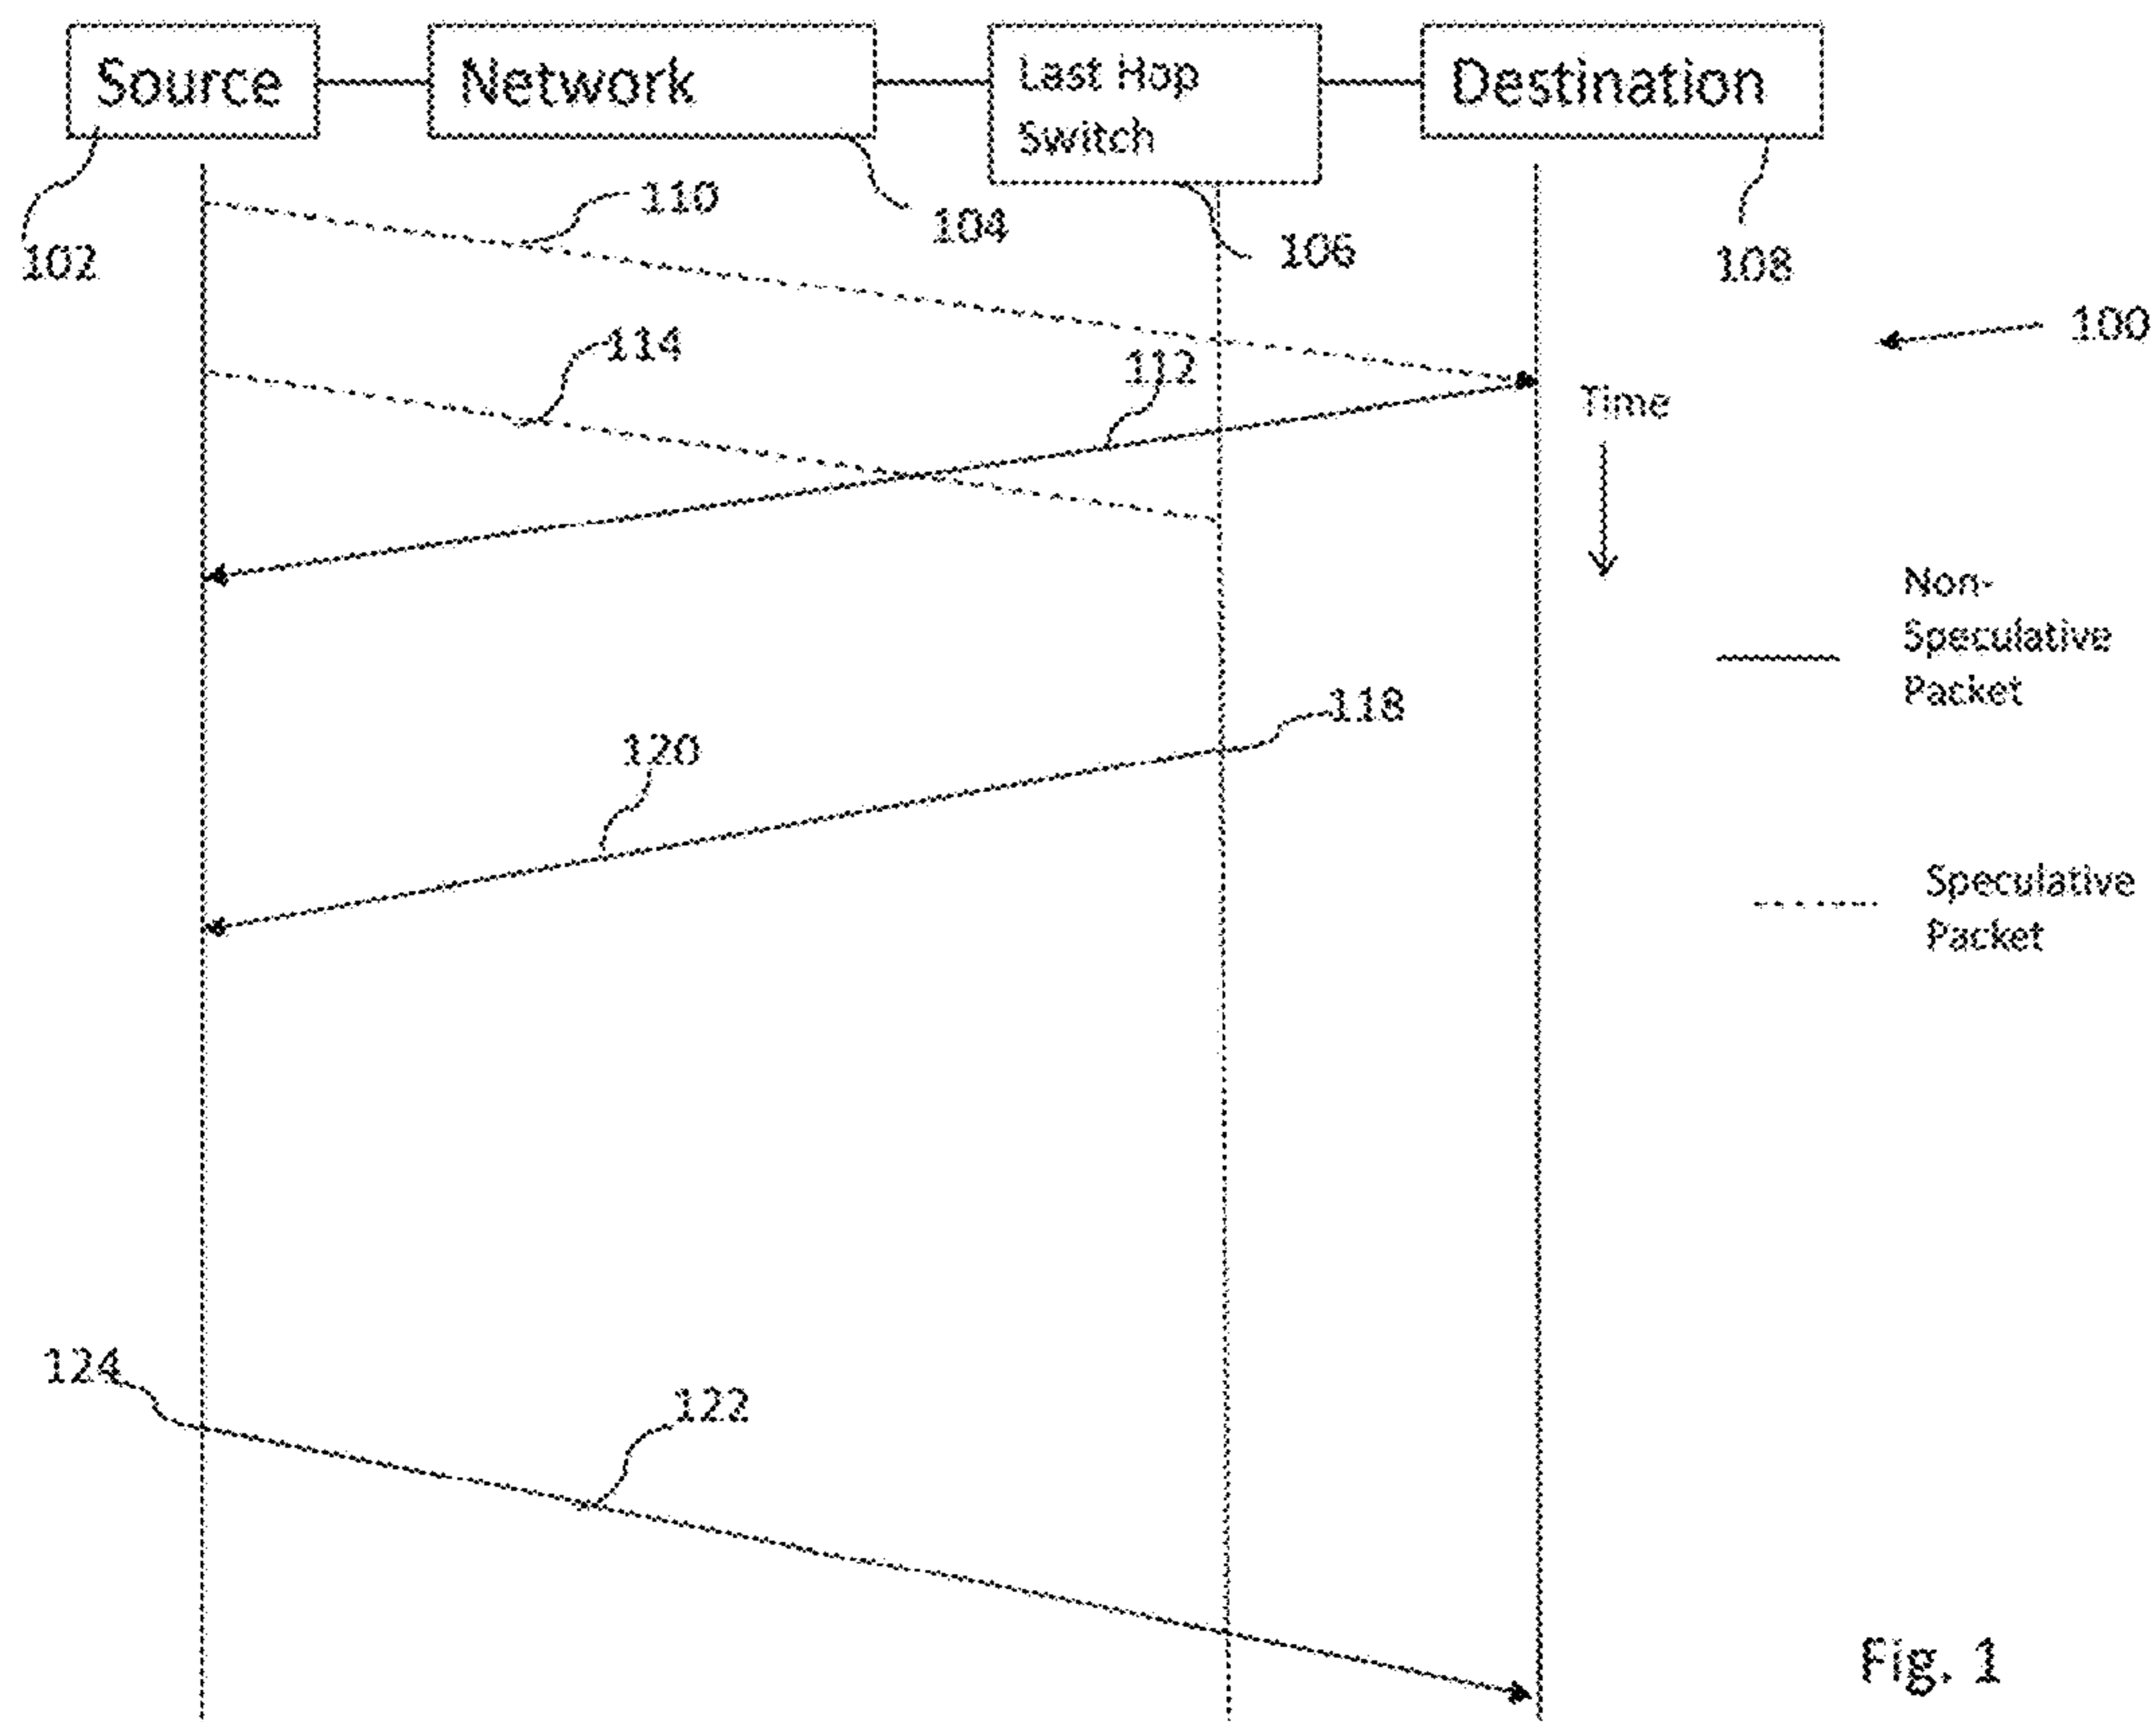 Source
Network
Last Hop
Switch
Destination
110
104
106
102
108
100
114
112
Time
Non-
Speculative
Packet
118
120
Speculative
Packet
124
122
Fig. 1